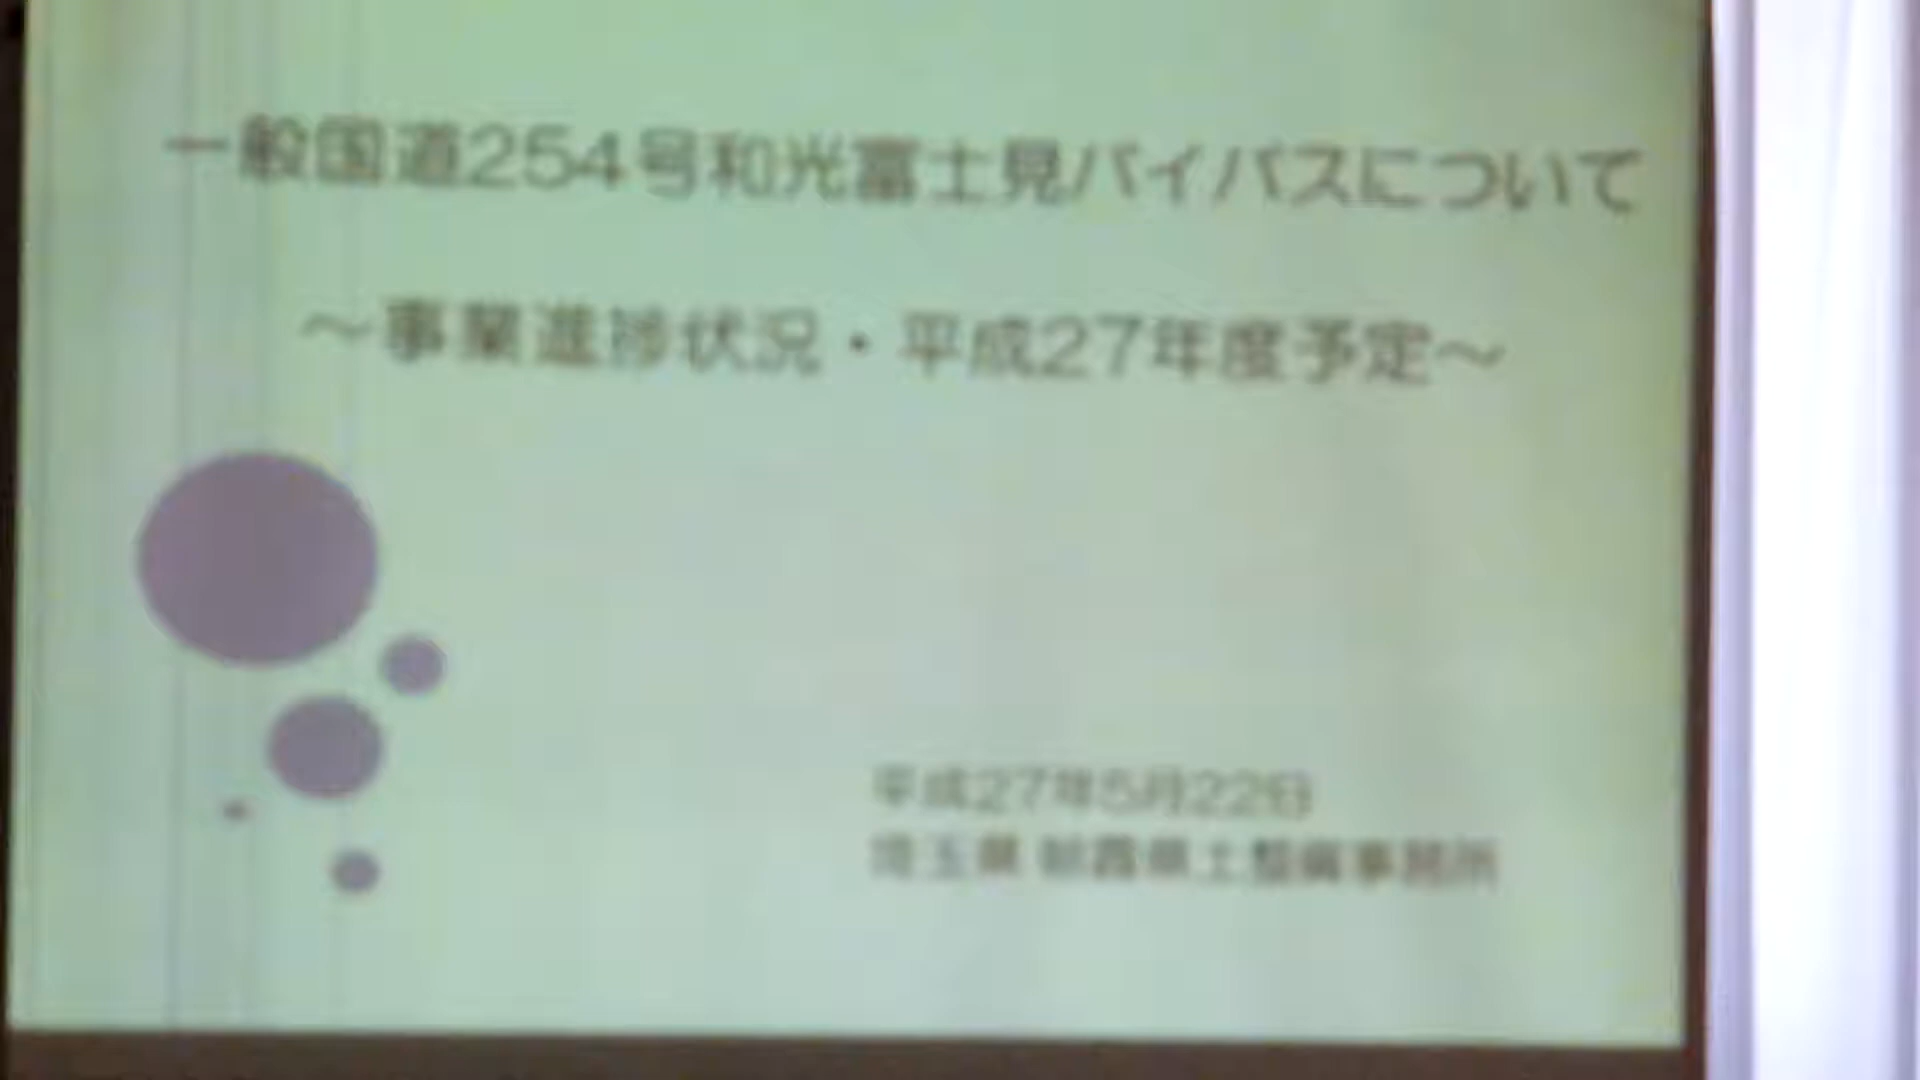 一般国道254号和光富士見バイパスについて
～事業進捗状況・平成27年度予定～
平成27年5月22日
埼玉県 朝霞県土整備事務所